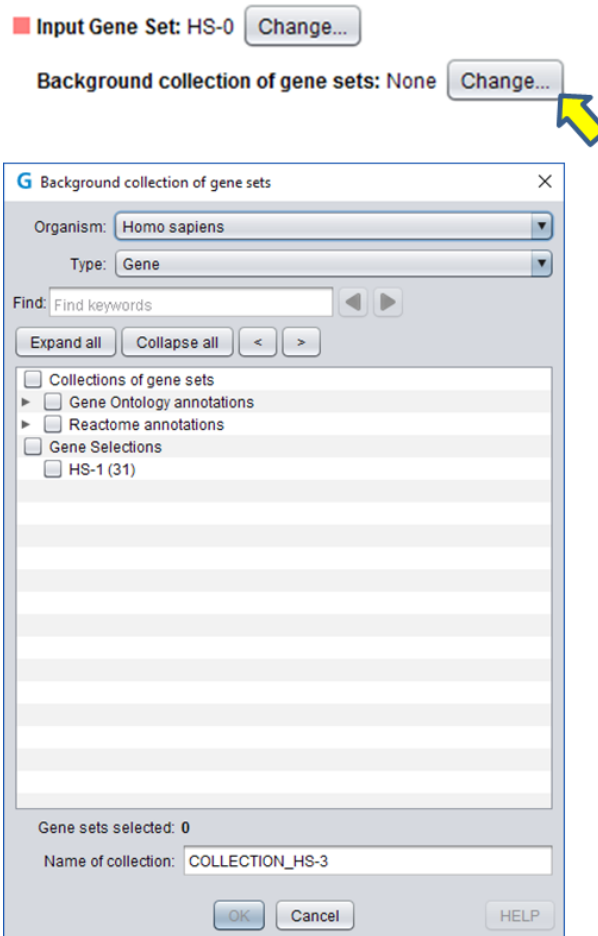 Input Gene Set: HS-0 Change...
Background collection of gene sets: None Change...
G Background collection of gene sets
Organism: Homo sapiens
Type: Gene
Find: Find keywords
Expand all Collapse all < >
Collections of gene sets
Gene Ontology annotations
Reactome annotations
Gene Selections
HS-1 (31)
Gene sets selected: 0
Name of collection: COLLECTION_HS-3
OK Cancel HELP